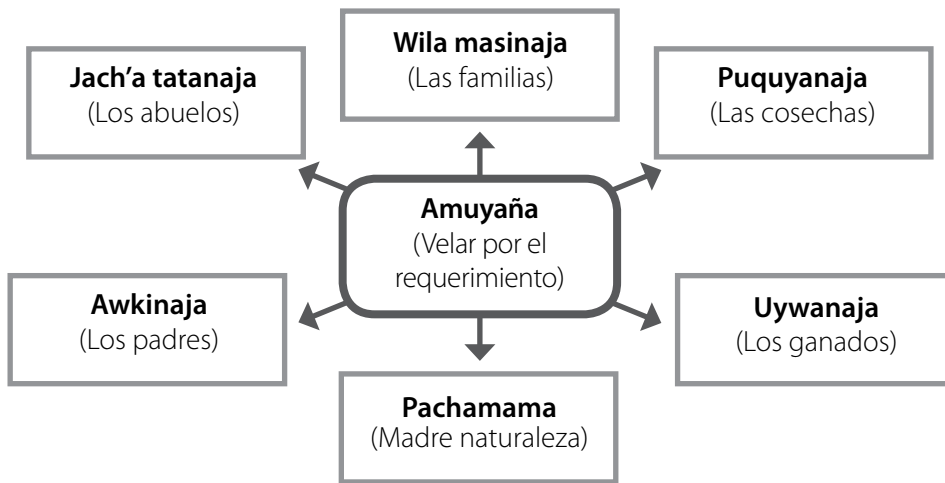 Wila masinaja
(Las familias)
Jach’a tatanaja
(Los abuelos)
Puquyanaja
(Las cosechas)
Amuyaña
(Velar por el
requerimiento)
Awkinaja
(Los padres)
Uywanaja
(Los ganados)
Pachamama
(Madre naturaleza)